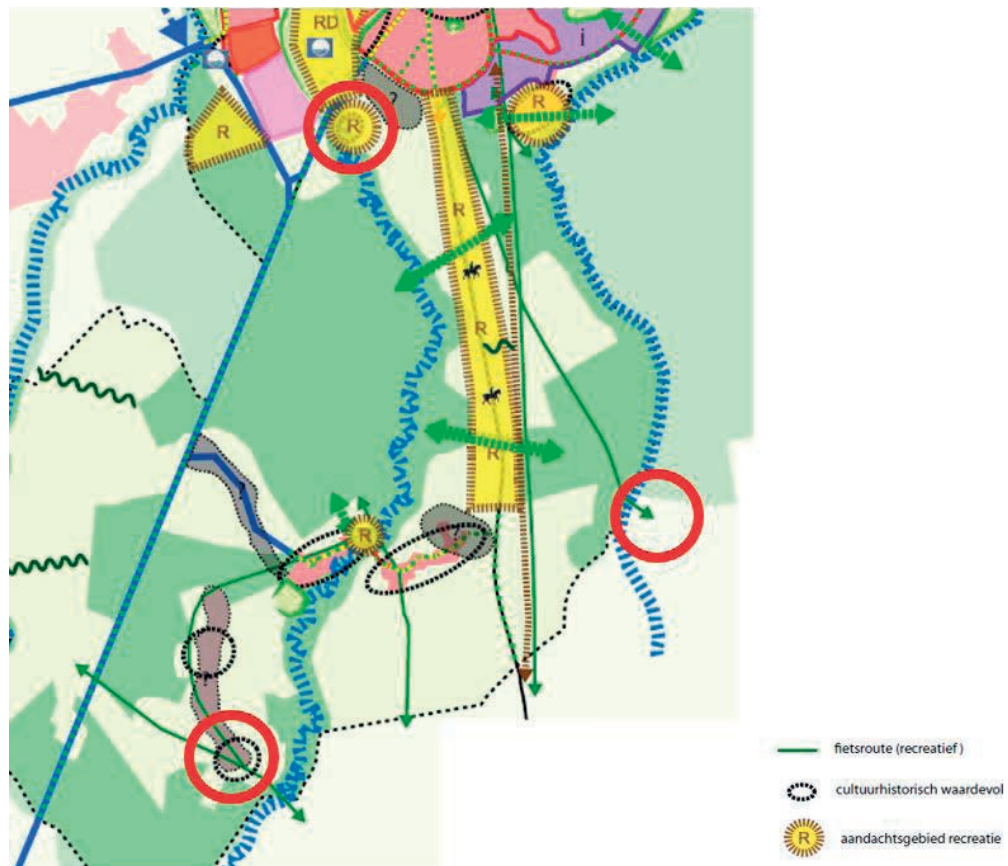 RD
i
R
R
R
R
R
R
R
fietsroute (recreatief)
cultuurhistorisch waardevol
R
aandachtsgebied recreatie